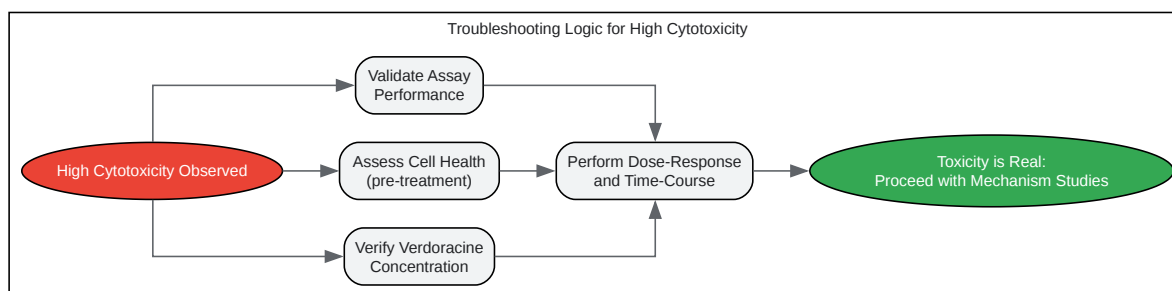 Troubleshooting Logic for High Cytotoxicity
Validate Assay
Performance
High Cytotoxicity Observed
Assess Cell Health
(pre-treatment)
Perform Dose-Response
and Time-Course
Toxicity is Real:
Proceed with Mechanism Studies
Verify Verdoracine
Concentration